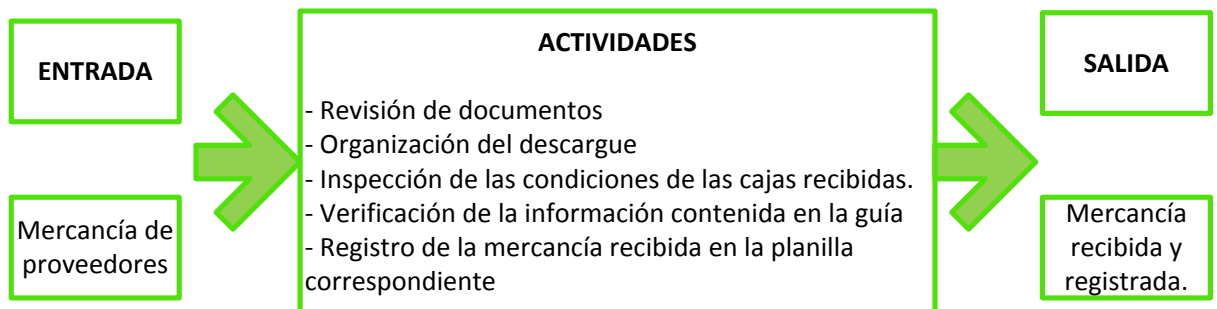 ENTRADA
Mercancía de
proveedores
ACTIVIDADES
- Revisión de documentos
- Organización del descargue
- Inspección de las condiciones de las cajas recibidas.
- Verificación de la información contenida en la guía
- Registro de la mercancía recibida en la planilla
correspondiente
SALIDA
Mercancía
recibida y
registrada.